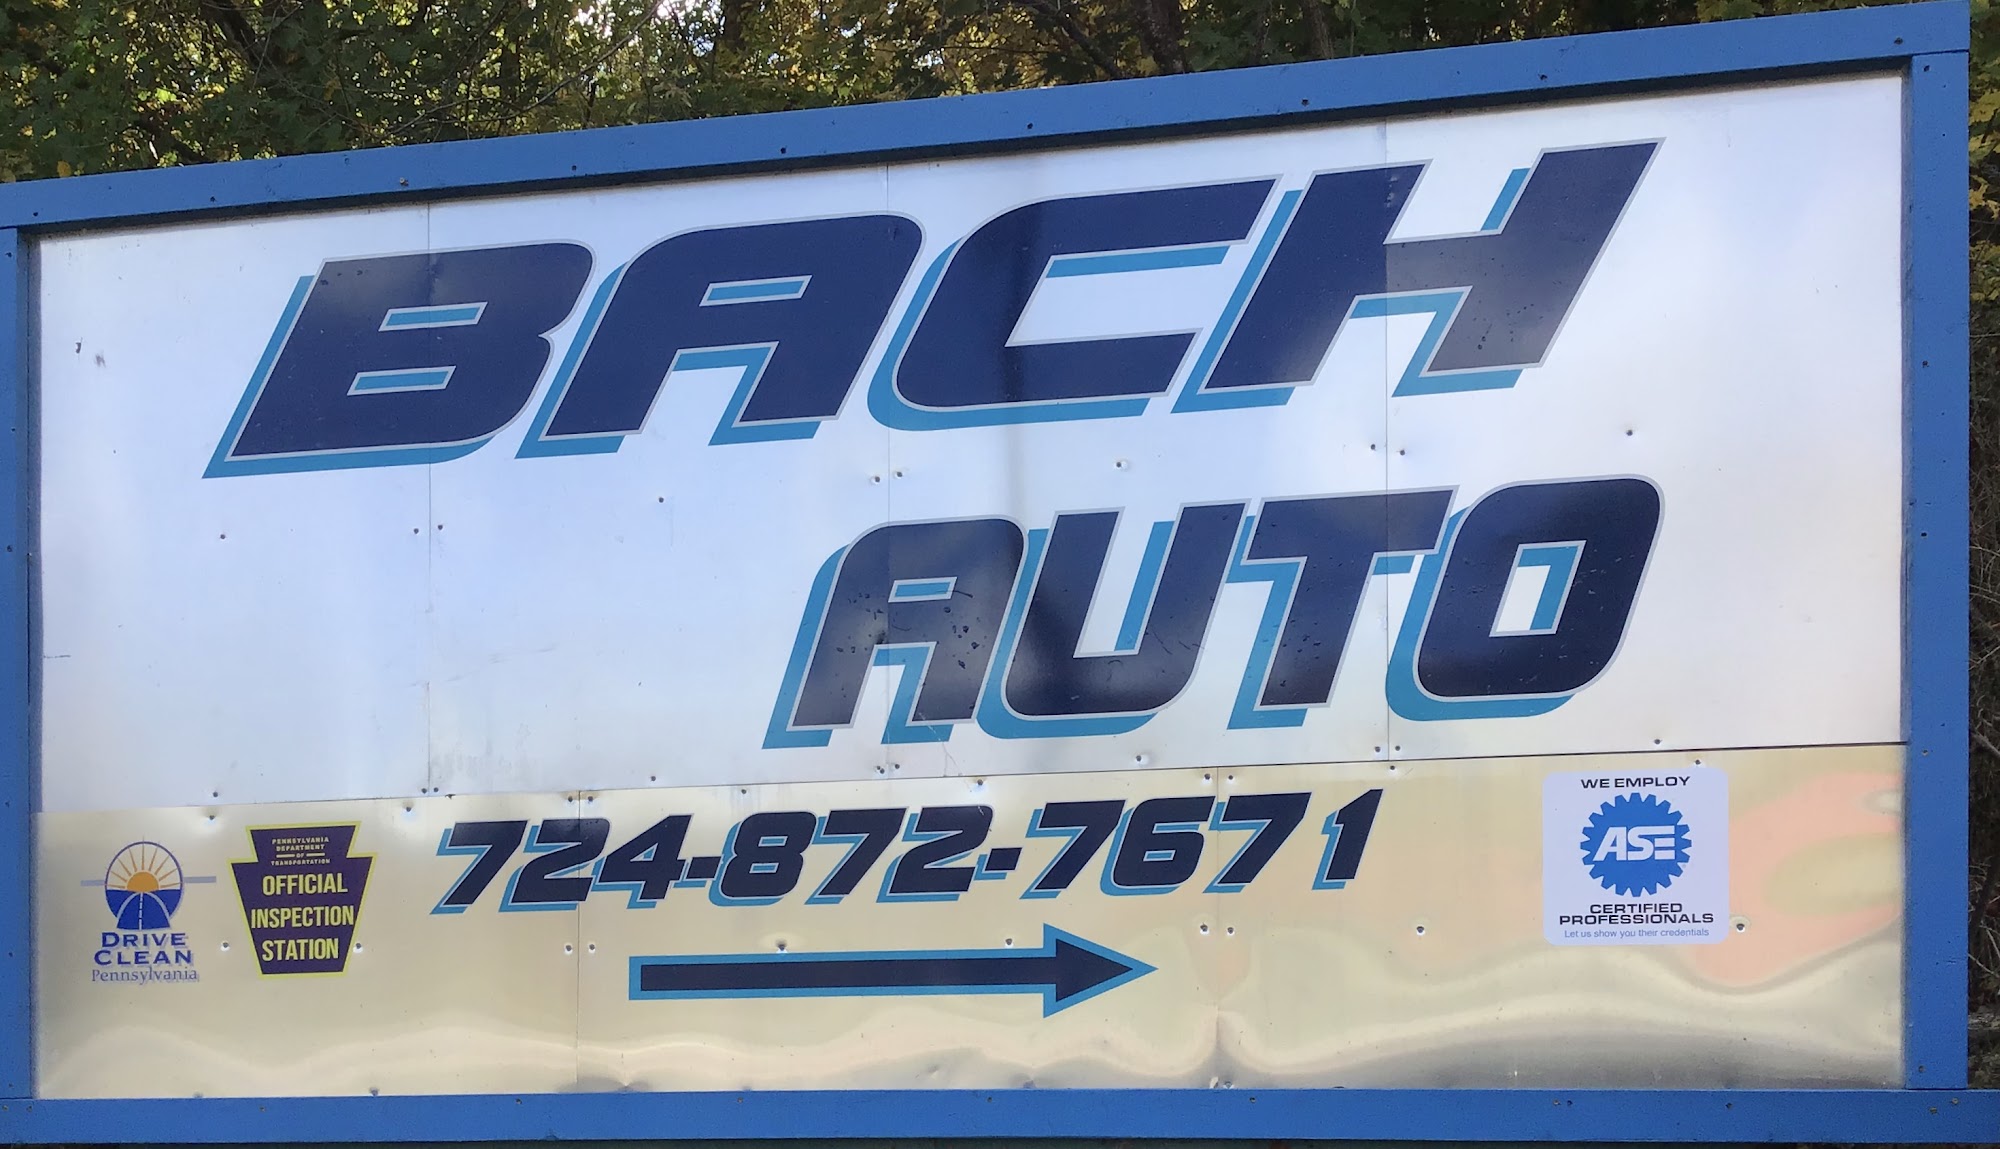 BACH
AUTO
724-872-7671
DRIVE
CLEAN
Pennsylvania
PENNSYLVANIA
DEPARTMENT
OF
TRANSPORTATION
OFFICIAL
INSPECTION
STATION
WE EMPLOY
ASE
CERTIFIED
PROFESSIONALS
Let us show you their credentials